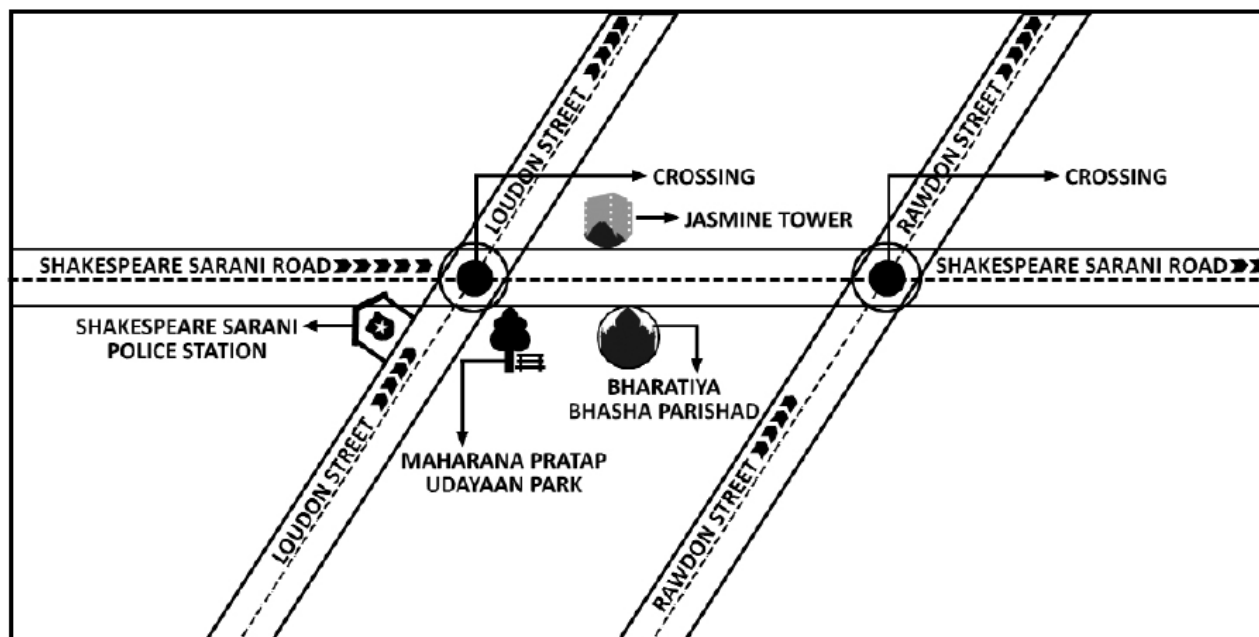 LOUDON STREET
RAWDON STREET
CROSSING
CROSSING
JASMINE TOWER
SHAKESPEARE SARANI ROAD
SHAKESPEARE SARANI ROAD
SHAKESPEARE SARANI
POLICE STATION
BHARATIYA
BHASHA PARISHAD
MAHARANA PRATAP
UDAYAAN PARK
LOUDON STREET
RAWDON STREET